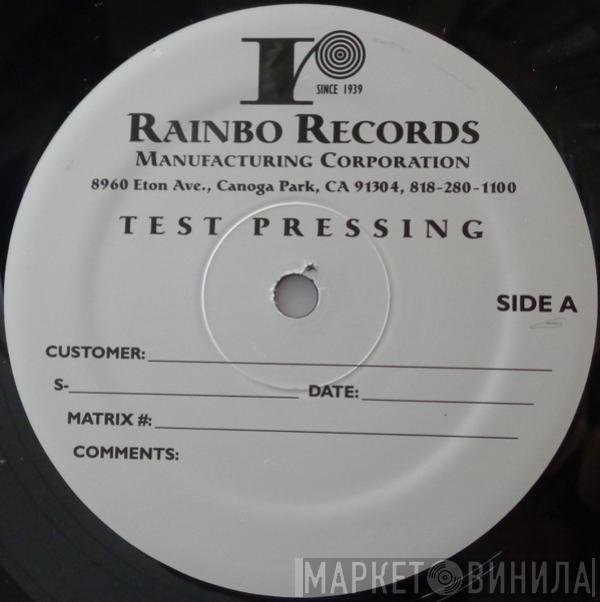 r
SINCE 1939
RAINBO RECORDS
MANUFACTURING CORPORATION
8960 Eton Ave., Canoga Park, CA 91304, 818-280-1100
TEST PRESSING
SIDE A
CUSTOMER:
S- DATE:
MATRIX #:
COMMENTS:
МАРКЕТ ВИНИЛА